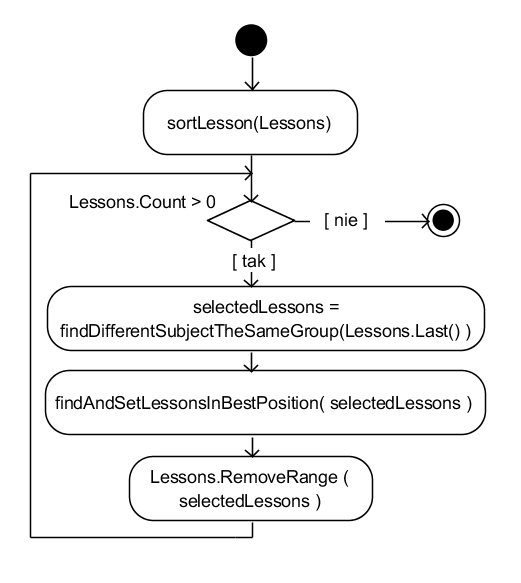 sortLesson(Lessons)
Lessons.Count > 0
[ nie ]
[ tak ]
selectedLessons =
findDifferentSubjectTheSameGroup(Lessons.Last() )
findAndSetLessonsInBestPosition( selectedLessons )
Lessons.RemoveRange (
selectedLessons )